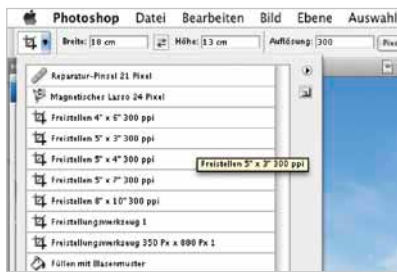 Photoshop Datei Bearbeiten Bild Ebene Auswahl
Breite: 18 cm Höhe: 13 cm Auflösung: 300
Reparatur-Pinsel 21 Pixel
Magnetisches Lasso 24 Pixel
Freistellen 4" x 6" 300 ppi
Freistellen 5" x 3" 300 ppi
Freistellen 5" x 4" 300 ppi
Freistellen 5" x 3" 300 ppi
Freistellen 5" x 7" 300 ppi
Freistellen 8" x 10" 300 ppi
Freistellungswerkzeug 1
Freistellungswerkzeug 350 Px x 800 Px 1
Füllen mit Blasenmuster